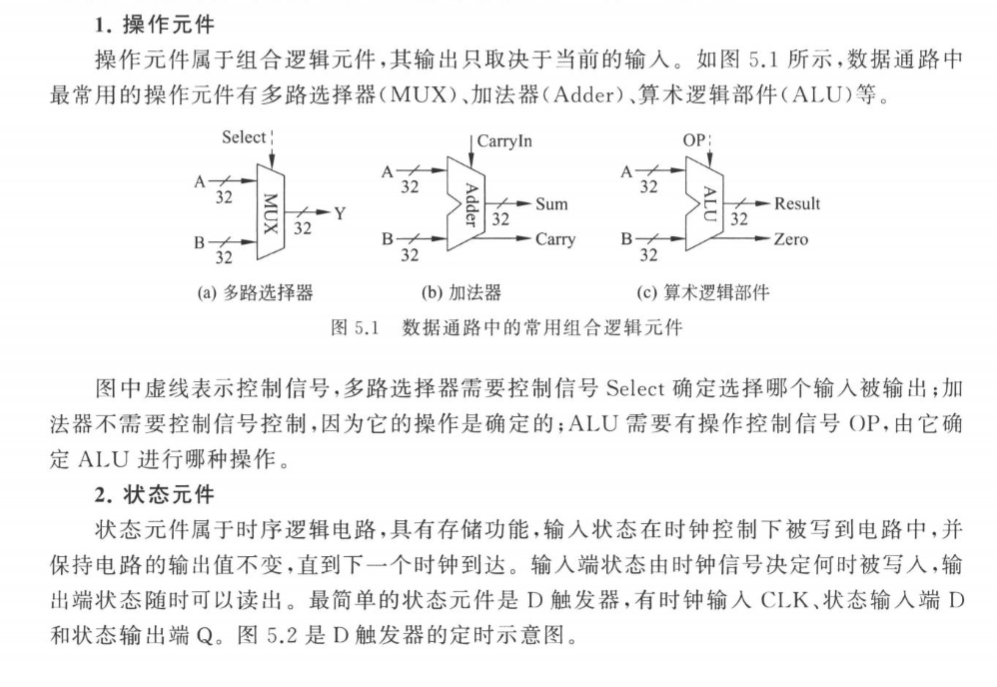 1. 操作元件
操作元件属于组合逻辑元件,其输出只取决于当前的输入。如图 5.1 所示,数据通路中
最常用的操作元件有多路选择器(MUX)、加法器(Adder)、算术逻辑部件(ALU)等。
Select
A
32
B
32
MUX
32
Y
CarryIn
A
32
B
32
Adder
32
Sum
Carry
OP
A
32
B
32
ALU
32
Result
Zero
(a) 多路选择器
(b) 加法器
(c) 算术逻辑部件
图 5.1 数据通路中的常用组合逻辑元件
图中虚线表示控制信号,多路选择器需要控制信号 Select 确定选择哪个输入被输出;加
法器不需要控制信号控制,因为它的操作是确定的;ALU 需要有操作控制信号 OP,由它确
定 ALU 进行哪种操作。
2. 状态元件
状态元件属于时序逻辑电路,具有存储功能,输入状态在时钟控制下被写到电路中,并
保持电路的输出值不变,直到下一个时钟到达。输入端状态由时钟信号决定何时被写入,输
出端状态随时可以读出。最简单的状态元件是 D 触发器,有时钟输入 CLK、状态输入端 D
和状态输出端 Q。图 5.2 是 D 触发器的定时示意图。